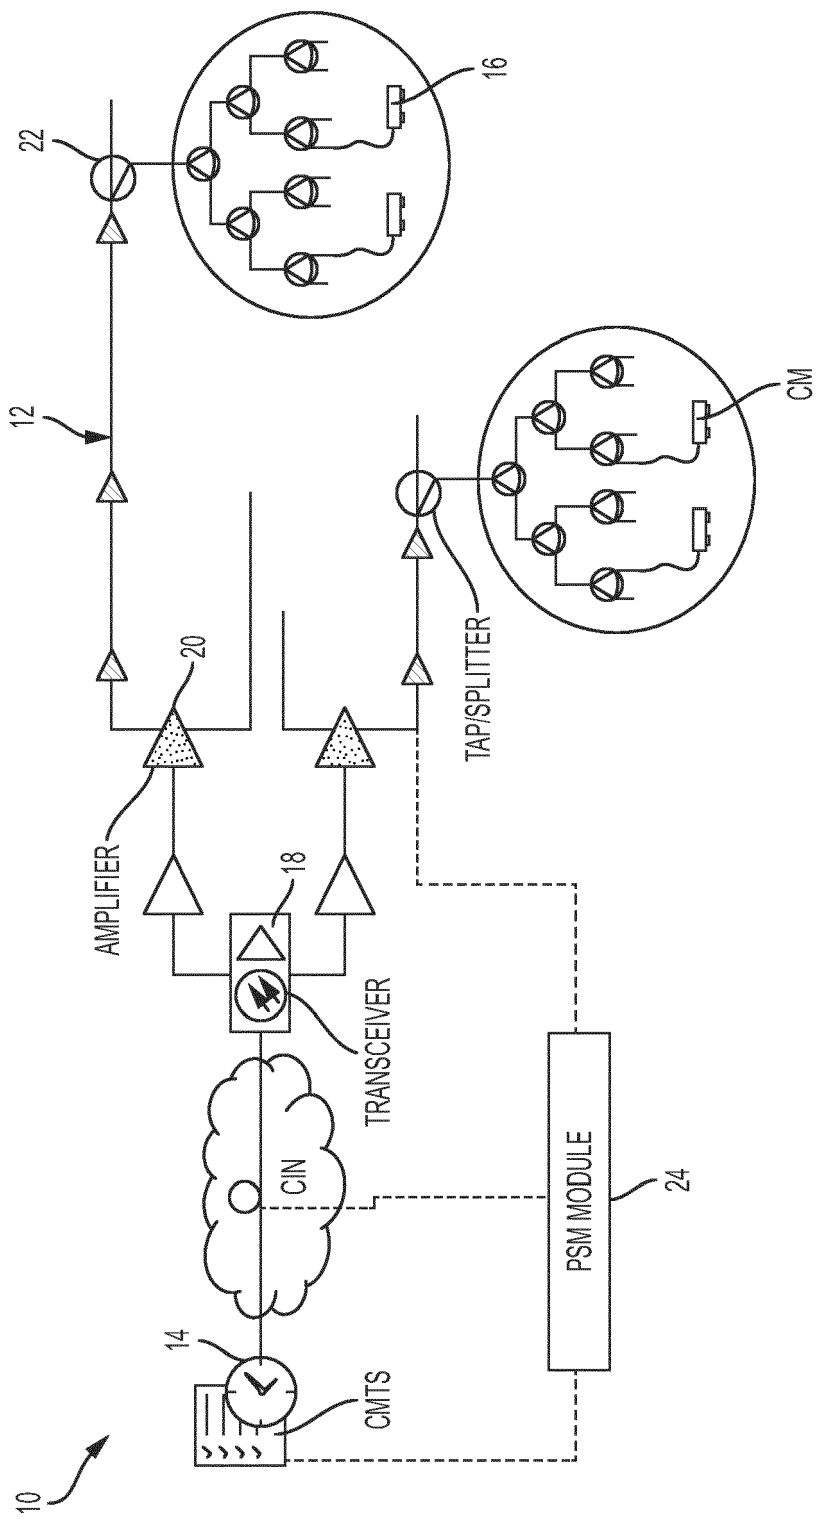 10
14
CMTS
CIN
TRANSCEIVER
18
AMPLIFIER
20
12
22
16
TAP/SPLITTER
CM
PSM MODULE
24